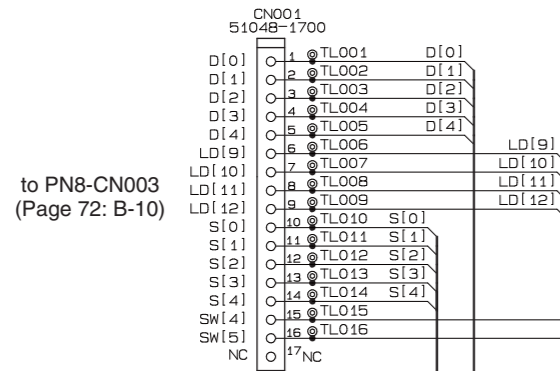 CN001
51048-1700
D[0] 1 TL001 D[0]
D[1] 2 TL002 D[1]
D[2] 3 TL003 D[2]
D[3] 4 TL004 D[3]
D[4] 5 TL005 D[4]
LD[9] 6 TL006 LD[9]
LD[10] 7 TL007 LD[10]
LD[11] 8 TL008 LD[11]
LD[12] 9 TL009 LD[12]
S[0] 10 TL010 S[0]
S[1] 11 TL011 S[1]
S[2] 12 TL012 S[2]
S[3] 13 TL013 S[3]
S[4] 14 TL014 S[4]
SW[4] 15 TL015
SW[5] 16 TL016
NC 17 NC
to PN8-CN003
(Page 72: B-10)